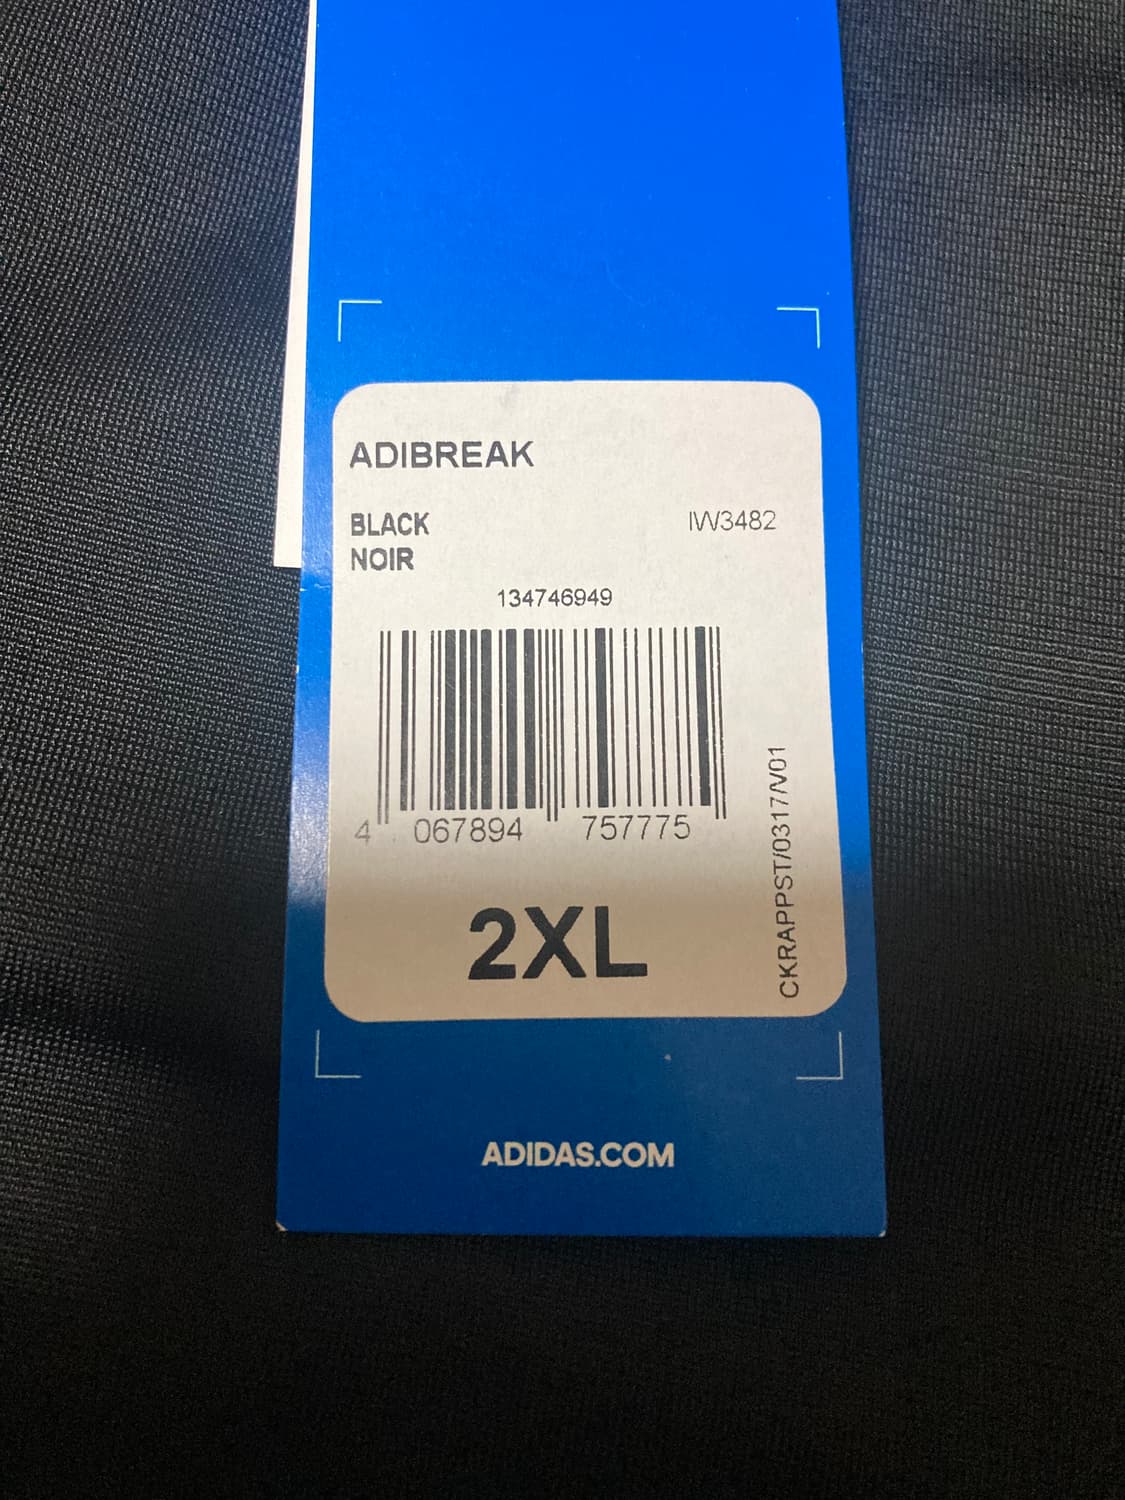 ADIBREAK
BLACK
NOIR
IW3482
134746949
4 067894 757775
2XL
CKRAPPST/0317/V01
ADIDAS.COM